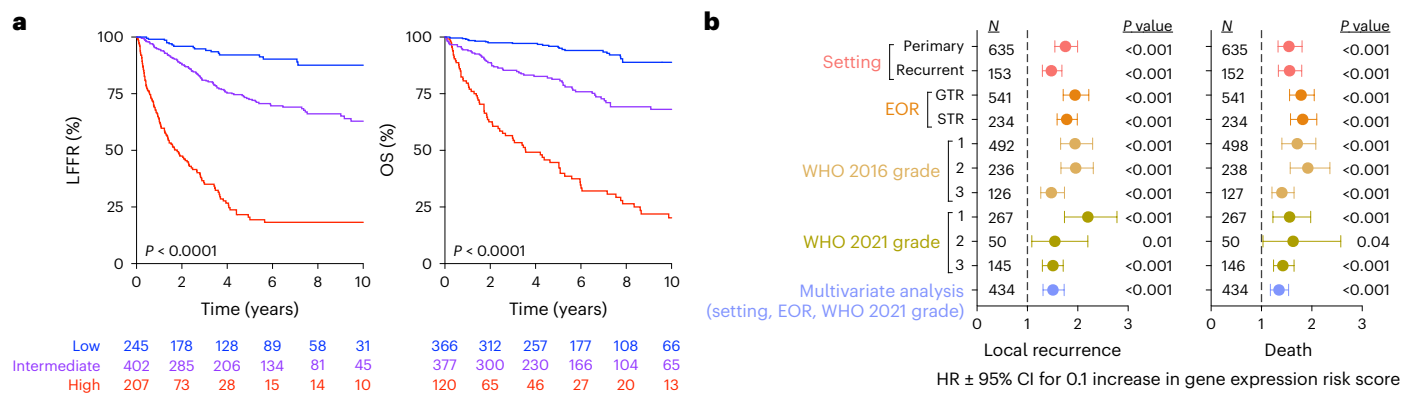 a
100
75
50
25
0
LFFR (%)
P < 0.0001
0 2 4 6 8 10
Time (years)
100
75
50
25
0
OS (%)
P < 0.0001
0 2 4 6 8 10
Time (years)
Low 245 178 128 89 58 31 366 312 257 177 108 66
Intermediate 402 285 206 134 81 45 377 300 230 166 104 65
High 207 73 28 15 14 10 120 65 46 27 20 13
b
N P value N P value
Setting
Perimary 635 <0.001 635 <0.001
Recurrent 153 <0.001 152 <0.001
EOR
GTR 541 <0.001 541 <0.001
STR 234 <0.001 234 <0.001
WHO 2016 grade
1 492 <0.001 498 <0.001
2 236 <0.001 238 <0.001
3 126 <0.001 127 <0.001
WHO 2021 grade
1 267 <0.001 267 <0.001
2 50 0.01 50 0.04
3 145 <0.001 146 <0.001
Multivariate analysis
(setting, EOR, WHO 2021 grade)
434 <0.001 434 <0.001
0 1 2 3 0 1 2 3
Local recurrence Death
HR ± 95% CI for 0.1 increase in gene expression risk score